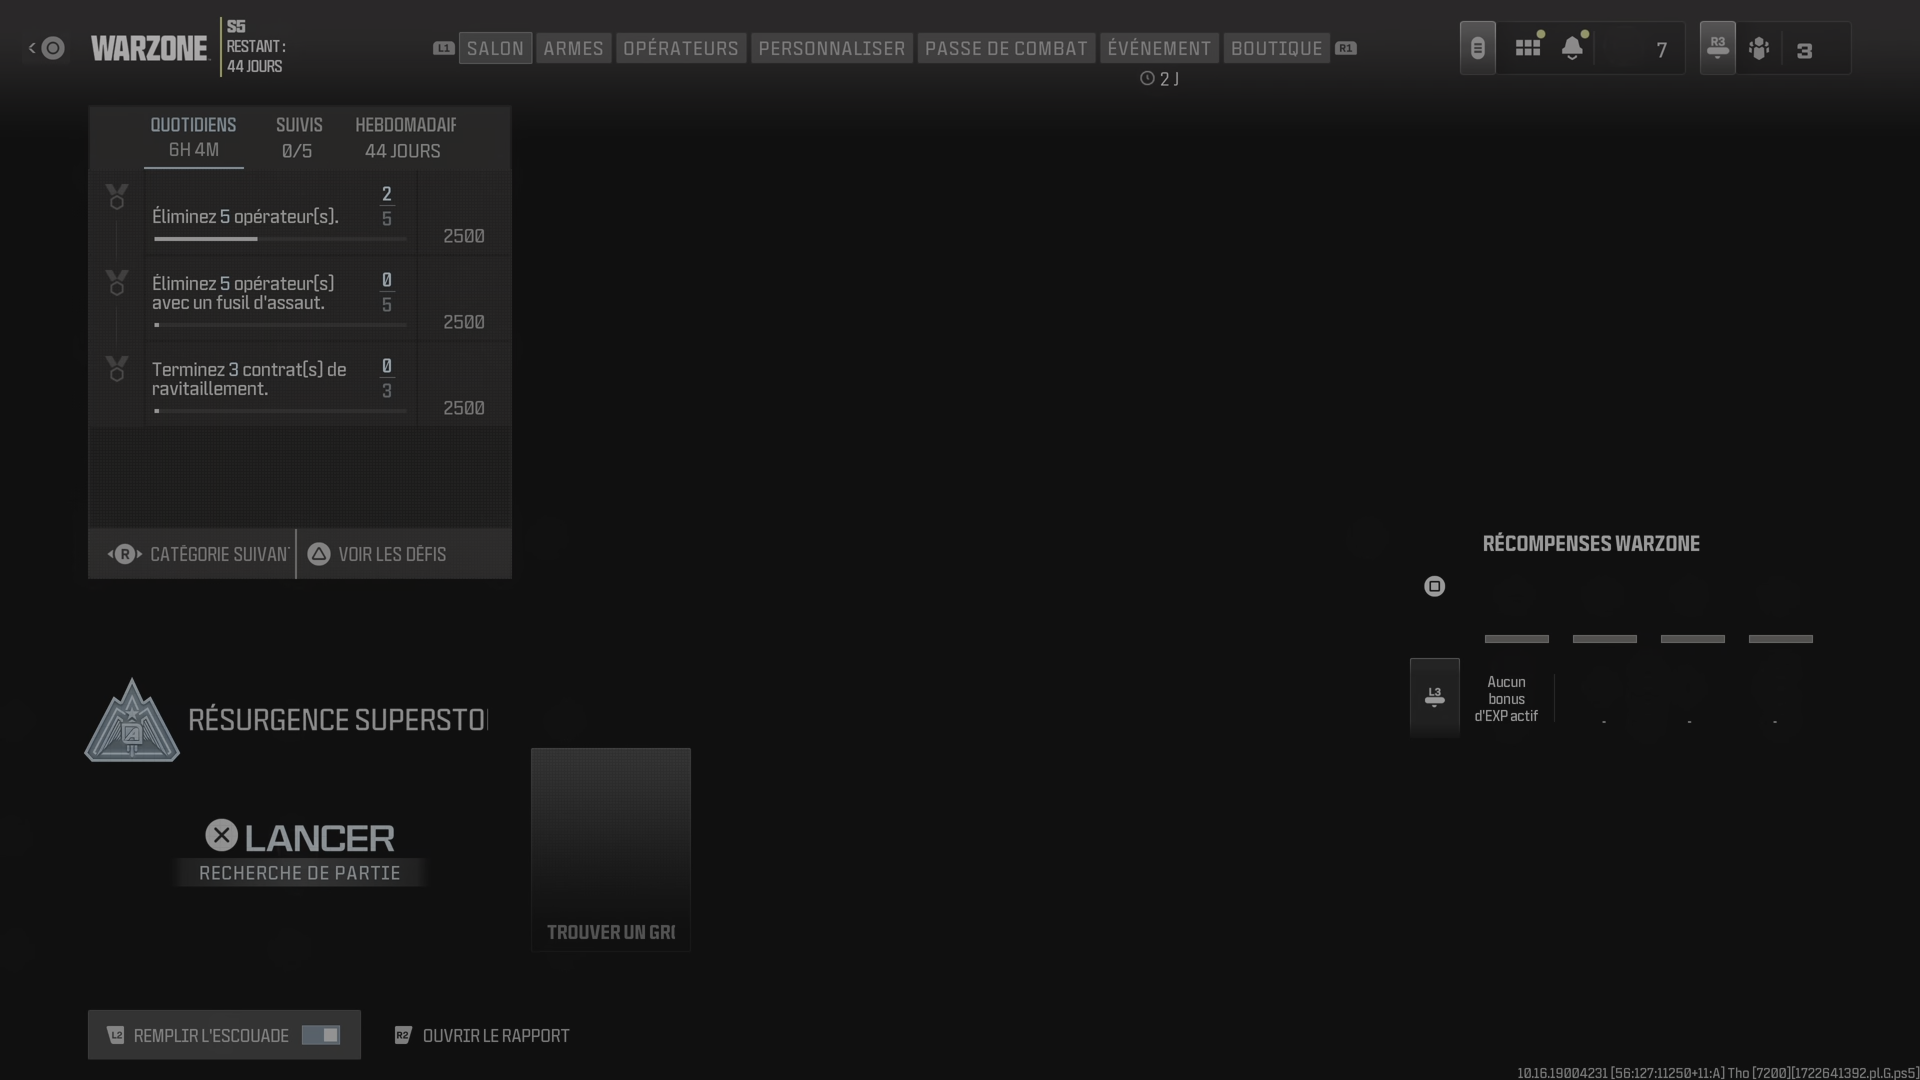 WARZONE
S5
RESTANT :
44 JOURS
L1
SALON
ARMES
OPÉRATEURS
PERSONNALISER
PASSE DE COMBAT
ÉVÉNEMENT
BOUTIQUE
R1
2 J
7
R3
3
QUOTIDIENS
6H 4M
SUIVIS
0/5
HEBDOMADAIR
44 JOURS
Éliminez 5 opérateur(s).
2
5
2500
Éliminez 5 opérateur(s)
avec un fusil d'assaut.
0
5
2500
Terminez 3 contrat(s) de
ravitaillement.
0
3
2500
R
CATÉGORIE SUIVANT
VOIR LES DÉFIS
RÉCOMPENSES WARZONE
L3
Aucun
bonus
d'EXP actif
-
-
-
RÉSURGENCE SUPERSTO
LANCER
RECHERCHE DE PARTIE
TROUVER UN GR
L2
REMPLIR L'ESCOUADE
R2
OUVRIR LE RAPPORT
10.16.19004231 [56:127:11250+11:A] Tho [7200][1722641392.pl.G.ps5]